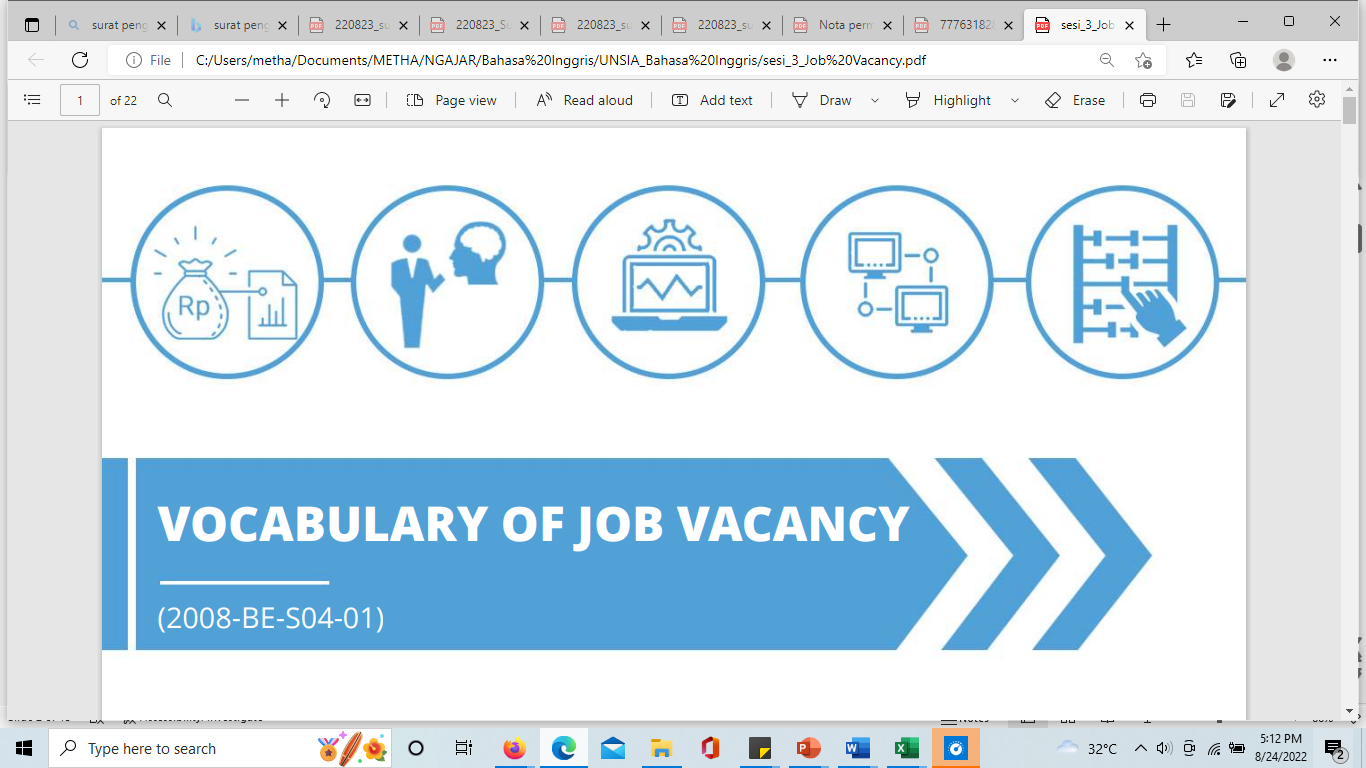 surat peng
surat peng
220823_su
220823_Su
220823_su
220823_su
Nota perm
77763182
sesi_3_Job
File
C:/Users/metha/Documents/METHA/NGAJAR/Bahasa%20Inggris/UNSIA_Bahasa%20Inggris/sesi_3_Job%20Vacancy.pdf
1 of 22
Page view
Read aloud
Add text
Draw
Highlight
Erase
Rp
VOCABULARY OF JOB VACANCY
(2008-BE-S04-01)
Type here to search
32°C
5:12 PM
8/24/2022
2